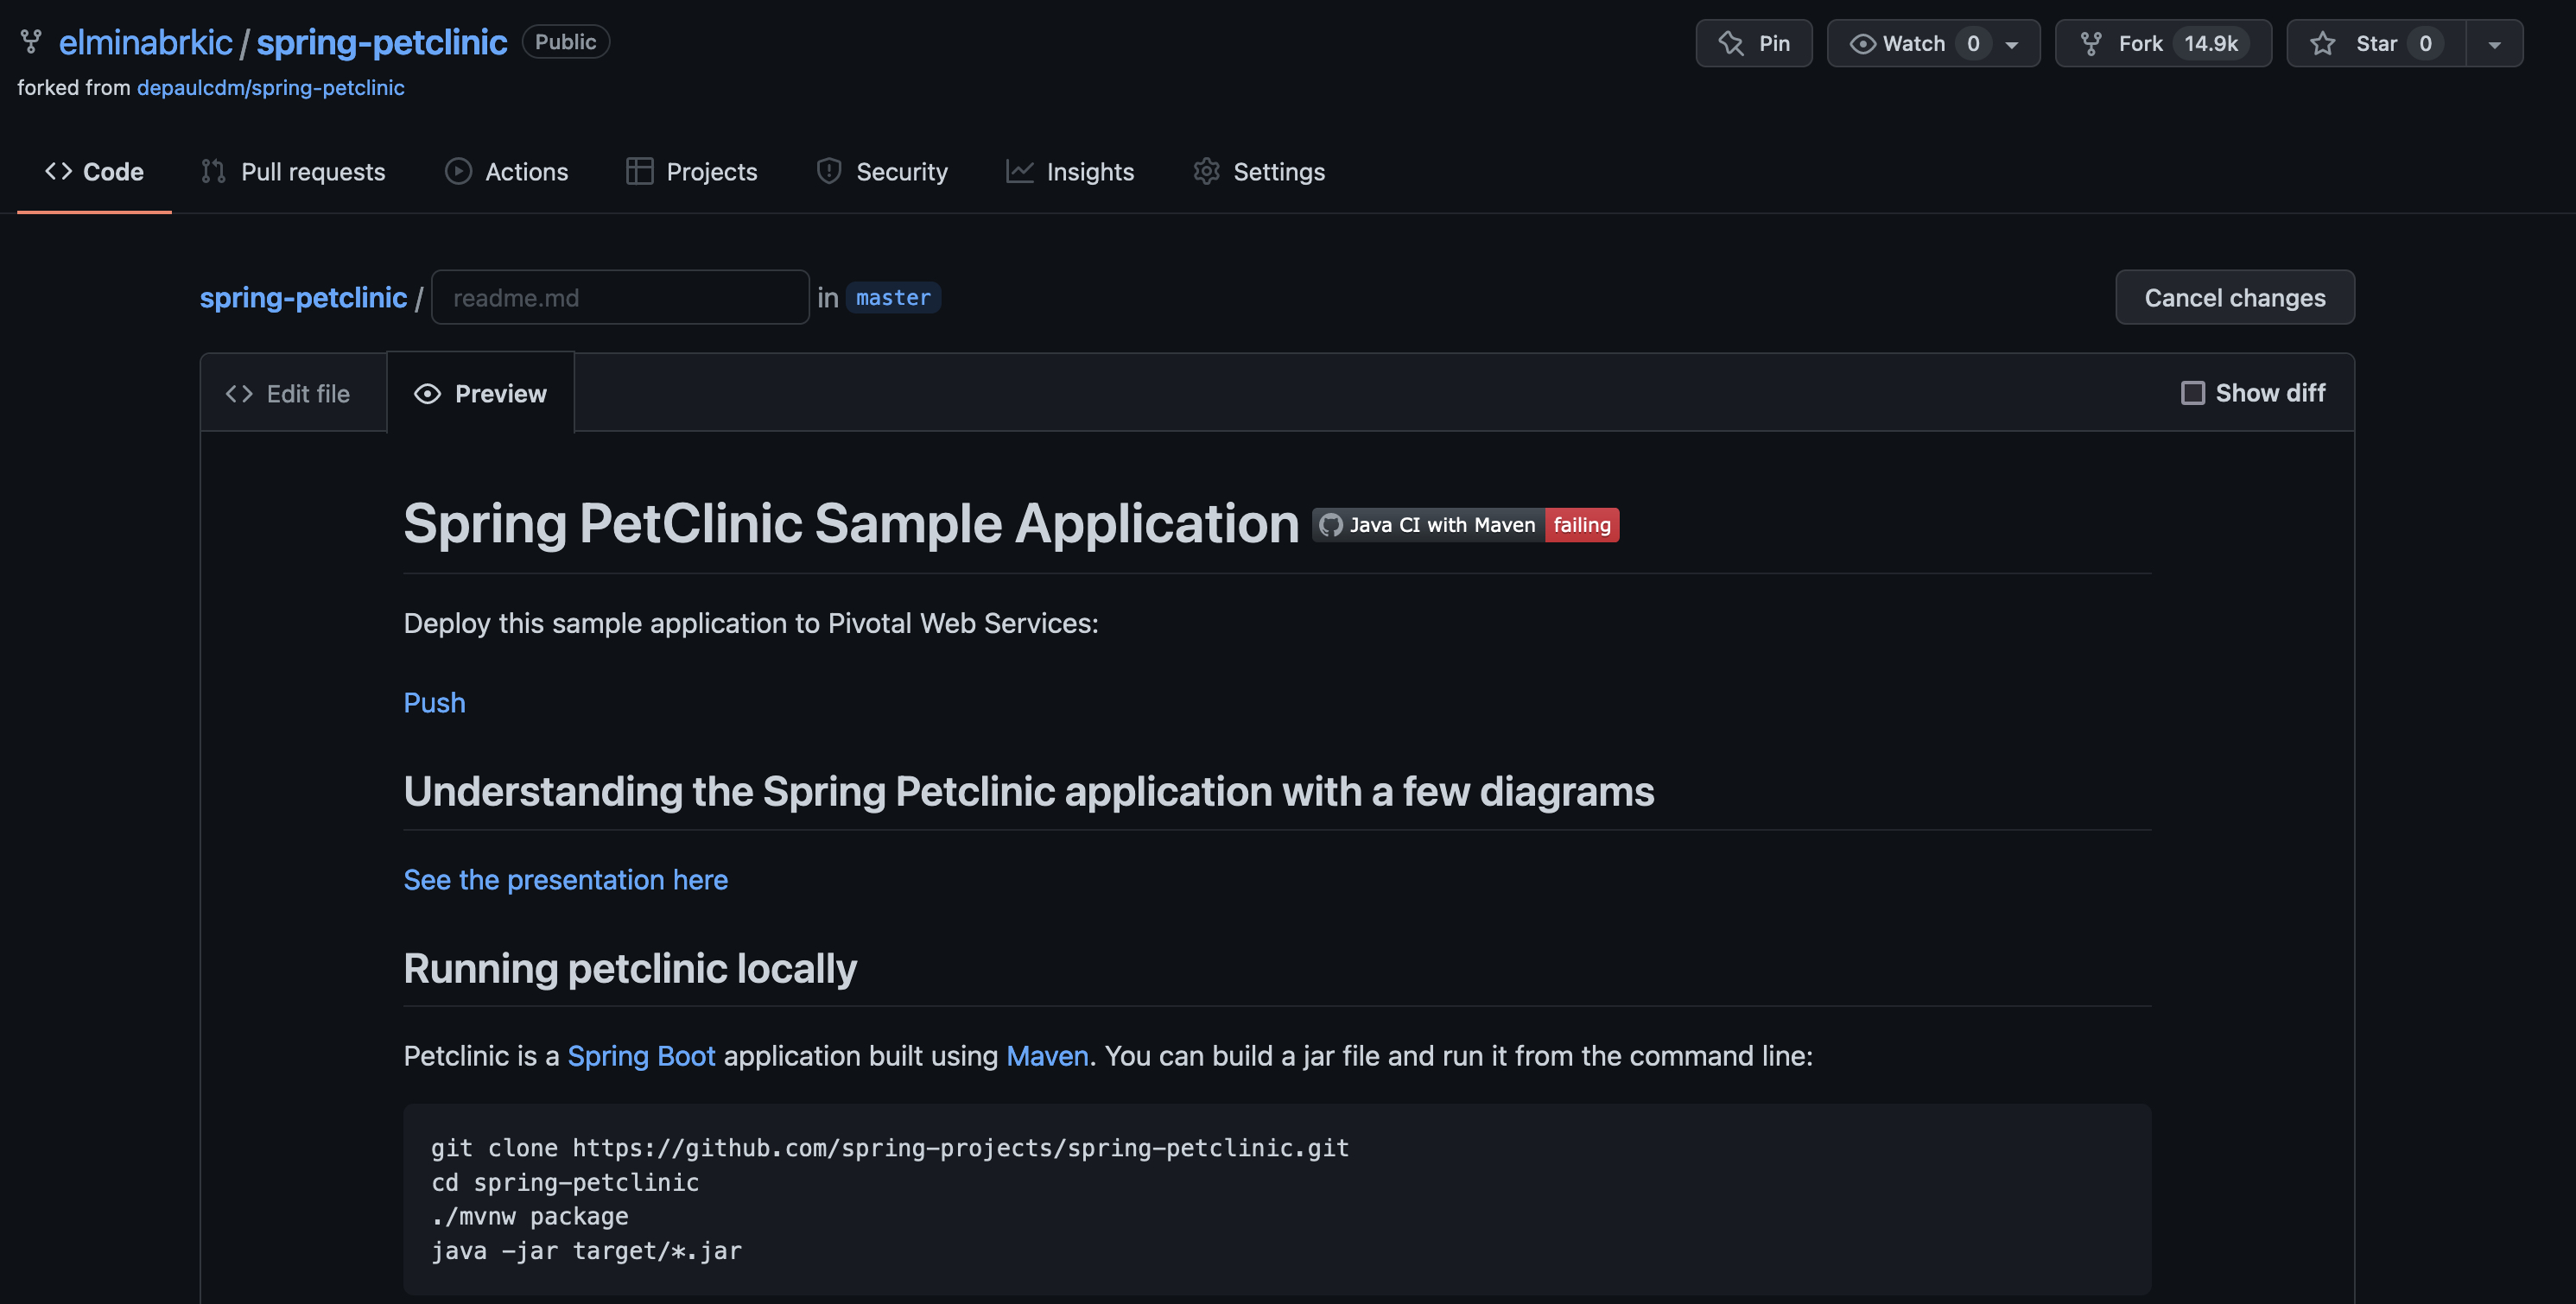 elminabrkic / spring-petclinic Public
Pin Watch 0 Fork 14.9k Star 0
forked from depaulcdm/spring-petclinic
Code Pull requests Actions Projects Security Insights Settings
spring-petclinic / readme.md in master Cancel changes
Edit file Preview Show diff
Spring PetClinic Sample Application Java CI with Maven failing
Deploy this sample application to Pivotal Web Services:
Push
Understanding the Spring Petclinic application with a few diagrams
See the presentation here
Running petclinic locally
Petclinic is a Spring Boot application built using Maven. You can build a jar file and run it from the command line:
git clone https://github.com/spring-projects/spring-petclinic.git
cd spring-petclinic
./mvnw package
java -jar target/*.jar